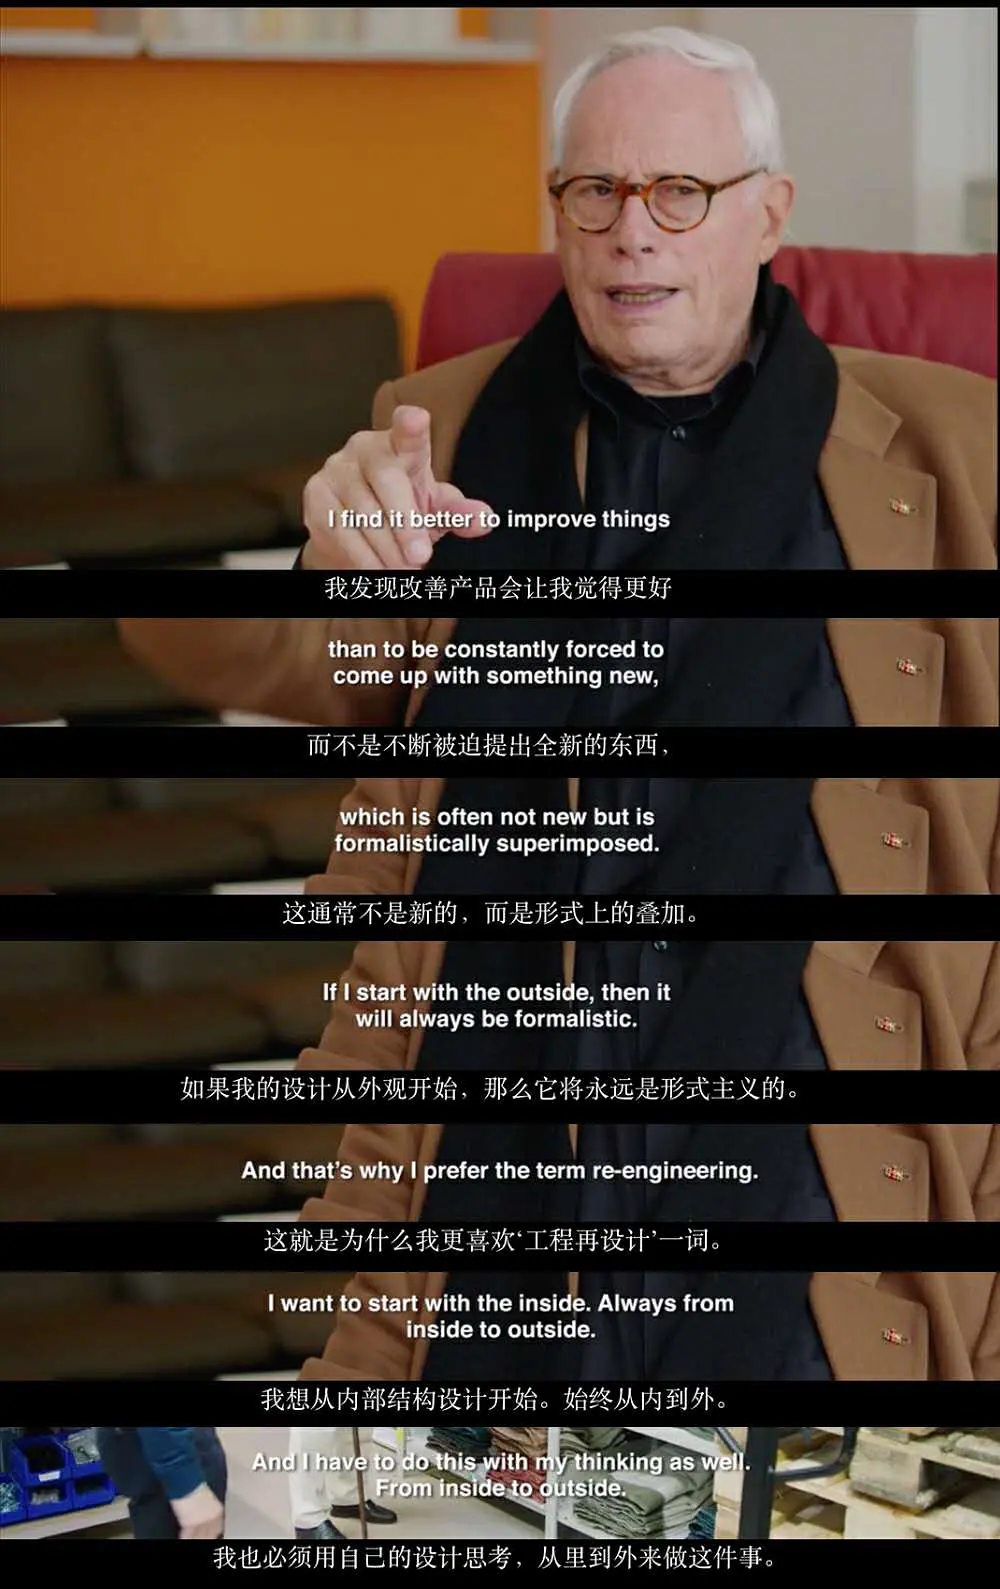 I find it better to improve things
我发现改善产品会让我觉得更好
than to be constantly forced to
come up with something new,
而不是不断被迫提出全新的东西，
which is often not new but is
formalistically superimposed.
这通常不是新的，而是形式上的叠加。
If I start with the outside, then it
will always be formalistic.
如果我的设计从外观开始，那么它将永远是形式主义的。
And that's why I prefer the term re-engineering.
这就是为什么我更喜欢‘工程再设计’一词。
I want to start with the inside. Always from
inside to outside.
我想从内部结构设计开始。始终从内到外。
And I have to do this with my thinking as well.
From inside to outside.
我也必须用自己的设计思考，从里到外来做这件事。